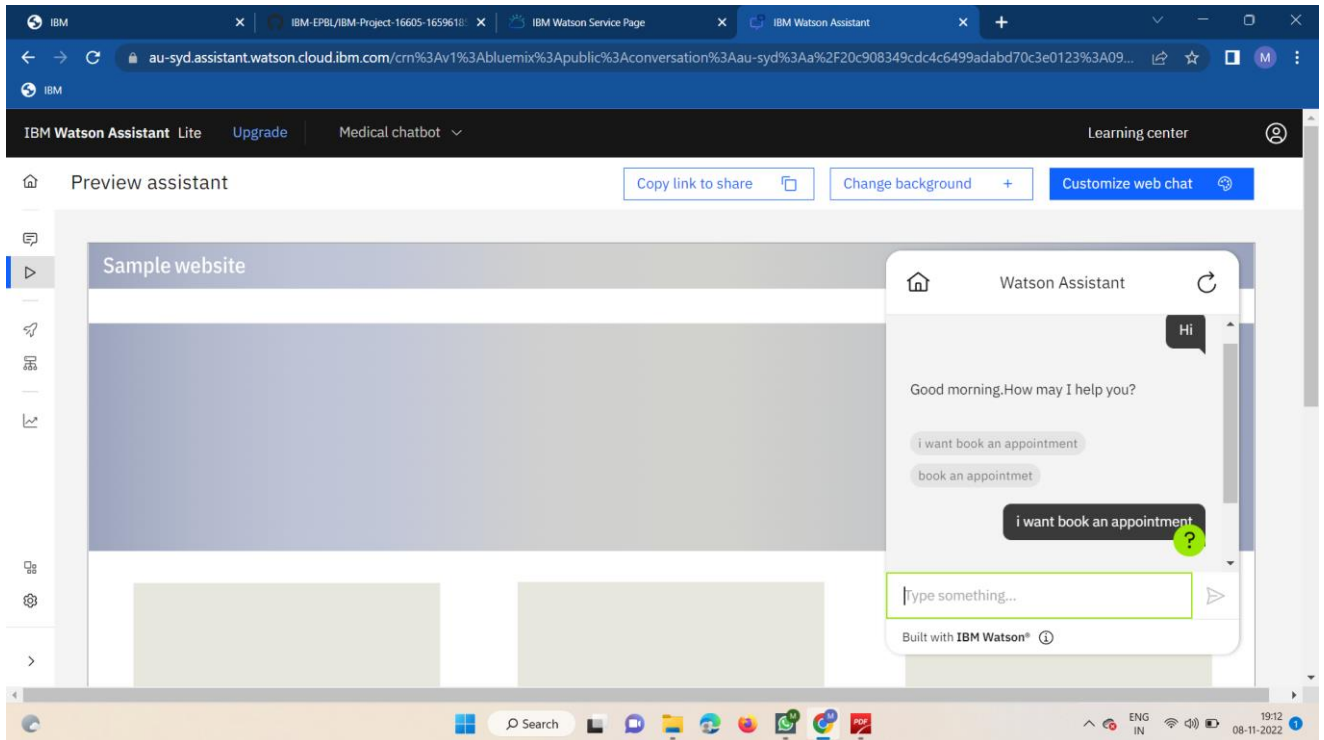 IBM
IBM-EPBL/IBM-Project-16605-1659618
IBM Watson Service Page
IBM Watson Assistant
au-syd.assistant.watson.cloud.ibm.com/crn%3Av1%3Abluemix%3Apublic%3Aconversation%3Aau-syd%3Aa%2F20c908349cdc4c6499adabd70c3e0123%3A09...
M
IBM
IBM Watson Assistant Lite Upgrade Medical chatbot Learning center
Preview assistant Copy link to share Change background + Customize web chat
Sample website
Watson Assistant
Hi
Good morning.How may I help you?
i want book an appointment
book an appointmet
i want book an appointment
?
Type something...
Built with IBM Watson®
Search
PDF
ENG
IN
19:12
08-11-2022
1